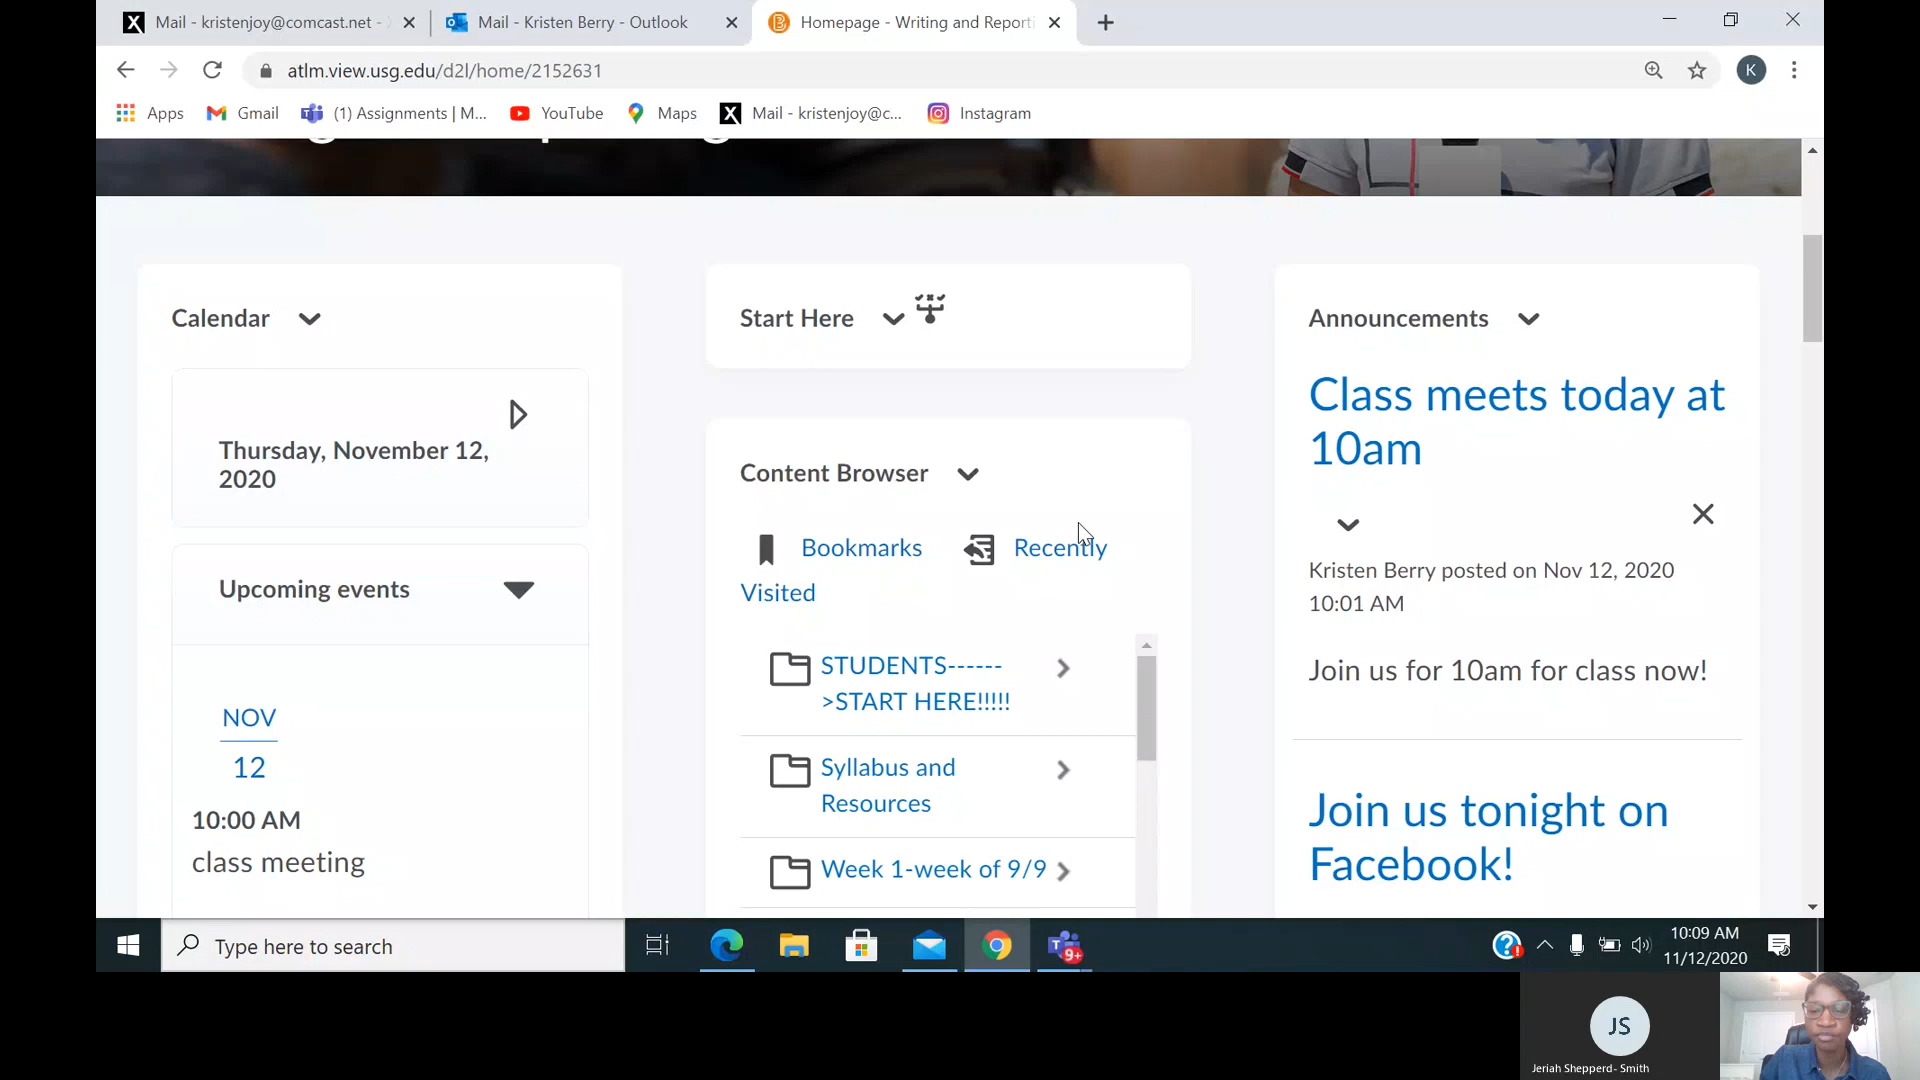 Mail - kristenjoy@comcast.net -
Mail - Kristen Berry - Outlook
Homepage - Writing and Reporti
atlm.view.usg.edu/d2l/home/2152631
K
Apps
Gmail
(1) Assignments | M...
YouTube
Maps
Mail - kristenjoy@c...
Instagram
Calendar
Thursday, November 12,
2020
Upcoming events
NOV
12
10:00 AM
class meeting
Start Here
Content Browser
Bookmarks
Recently
Visited
STUDENTS------
>START HERE!!!!!
Syllabus and
Resources
Week 1-week of 9/9
Announcements
Class meets today at
10am
Kristen Berry posted on Nov 12, 2020
10:01 AM
Join us for 10am for class now!
Join us tonight on
Facebook!
Type here to search
9+
10:09 AM
11/12/2020
JS
Jeriah Shepperd- Smith